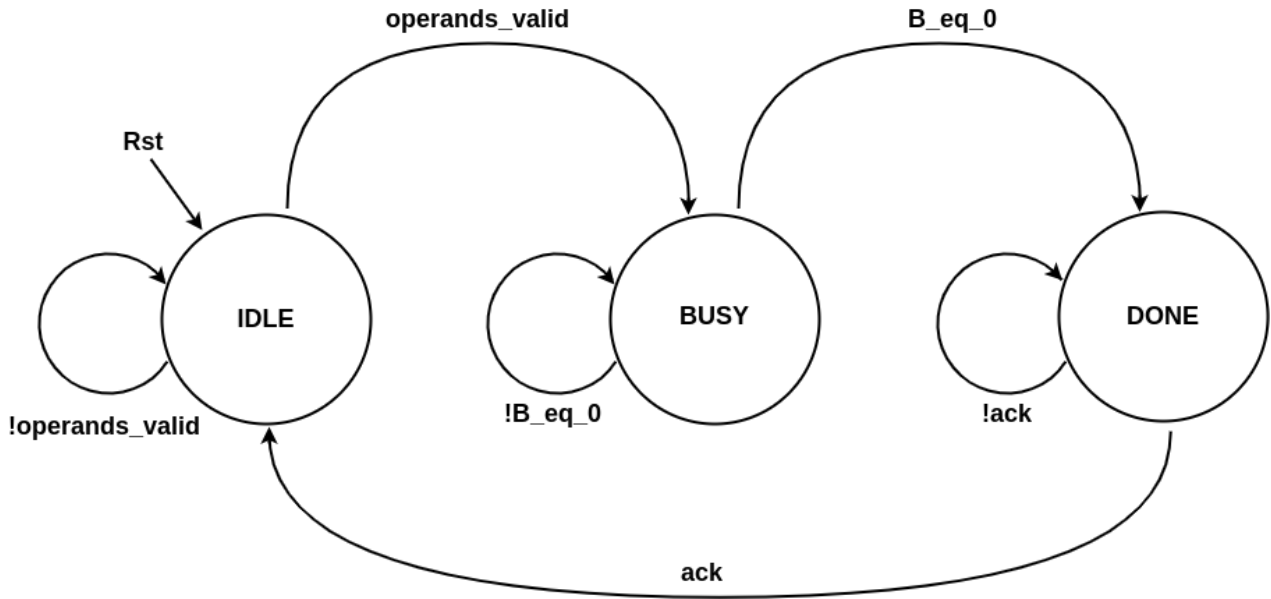 operands_valid
B_eq_0
Rst
IDLE
BUSY
DONE
!operands_valid
!B_eq_0
!ack
ack